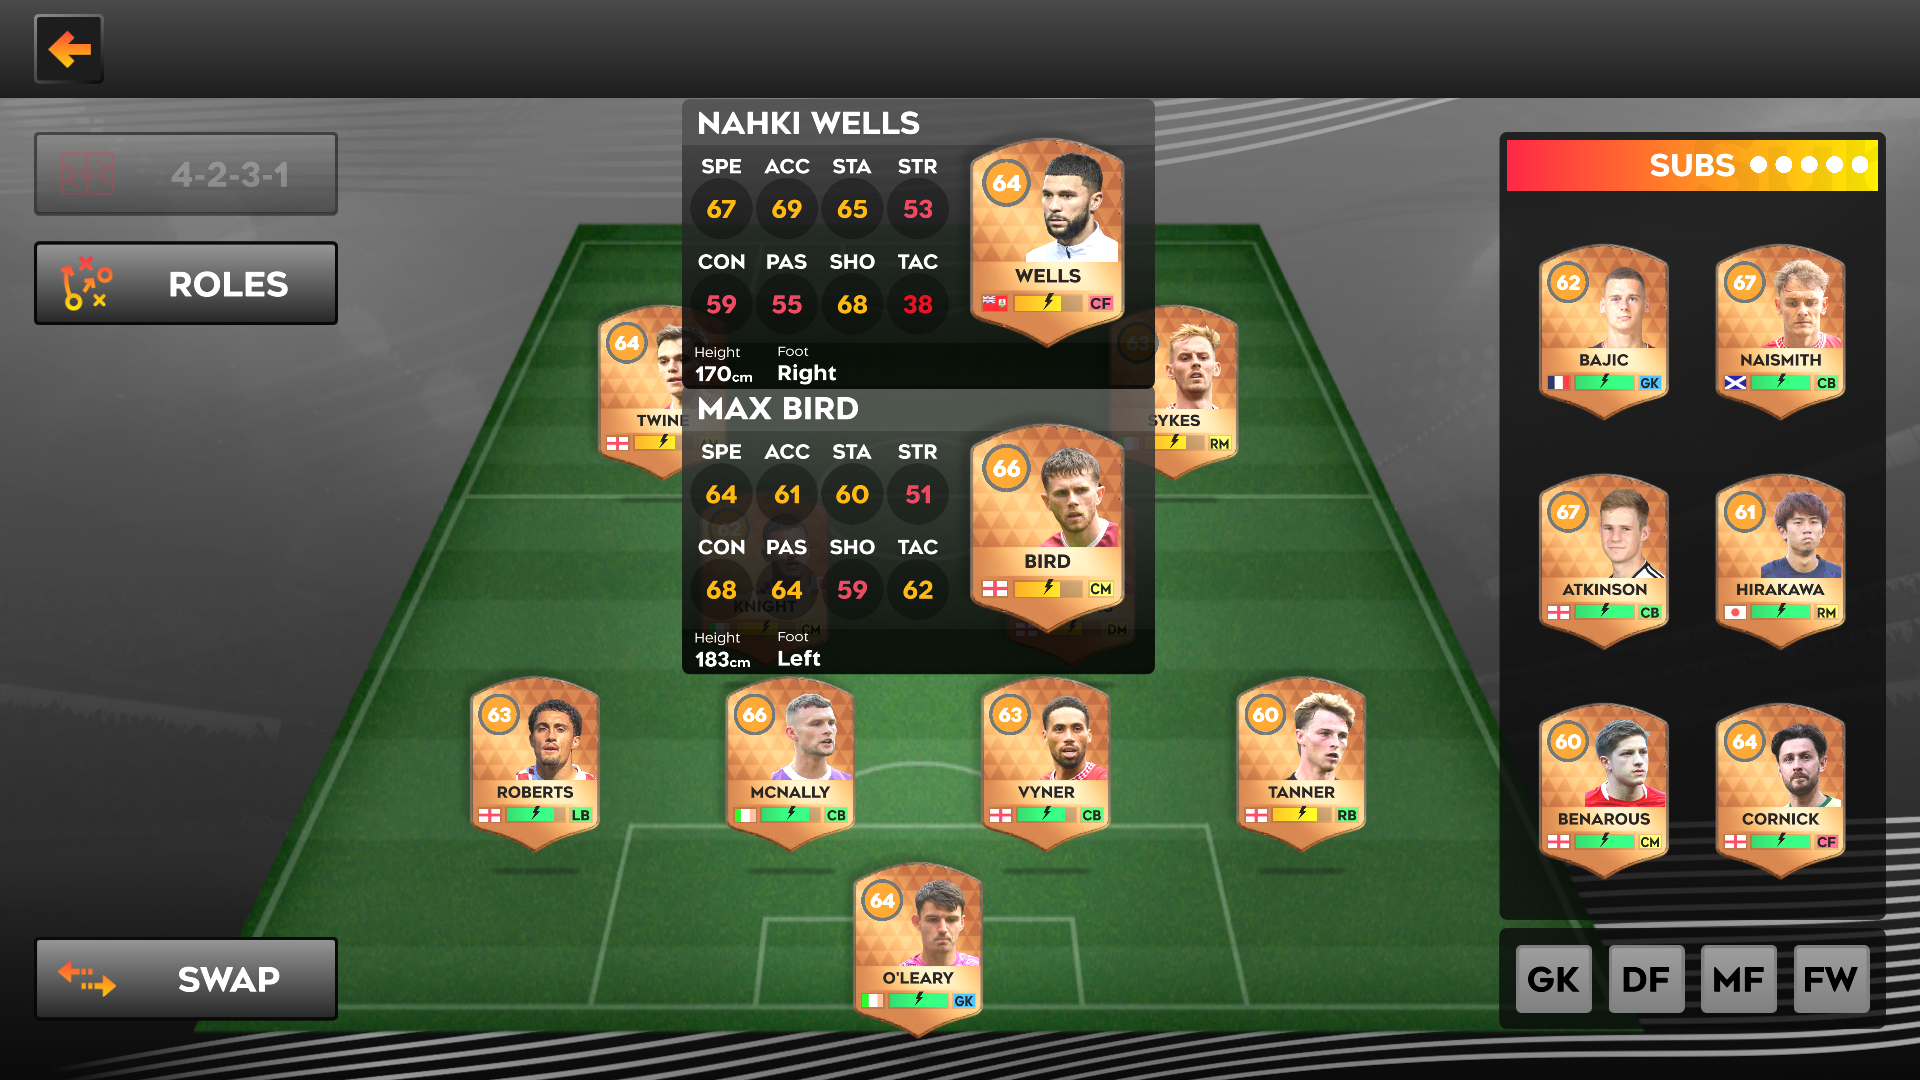 4-2-3-1
ROLES
SWAP
NAHKI WELLS
SPE ACC STA STR
67 69 65 53
CON PAS SHO TAC
59 55 68 38
Height Foot
170cm Right
64
WELLS
CF
MAX BIRD
SPE ACC STA STR
64 61 60 51
CON PAS SHO TAC
68 64 59 62
Height Foot
183cm Left
66
BIRD
CM
64
TWINE
63
SYKES
RM
62
KNIGHT
CM
DM
63
ROBERTS
LB
66
MCNALLY
CB
63
VYNER
CB
60
TANNER
RB
64
O'LEARY
GK
SUBS
62
BAJIC
GK
67
NAISMITH
CB
67
ATKINSON
CB
61
HIRAKAWA
RM
60
BENAROUS
CM
64
CORNICK
CF
GK DF MF FW